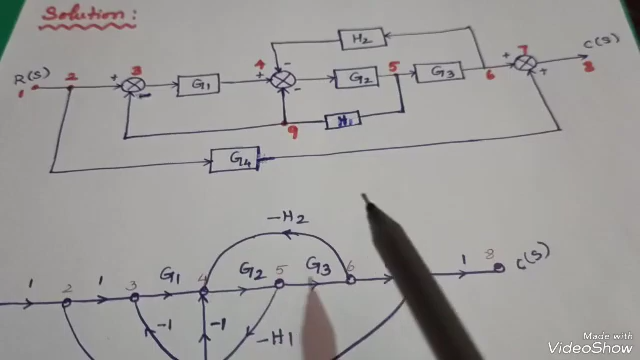 Solution:
H₂
R(S) 1 2 + 3 - G₁ 4 + - - G₂ 5 G₃ 6 + 7 + C(S) 8
9 H₁
G₄
-H₂
1 2 1 3 G₁ 4 G₂ 5 G₃ 6 1 8 C(S)
-1 -1 -H1
Made with
VideoShow